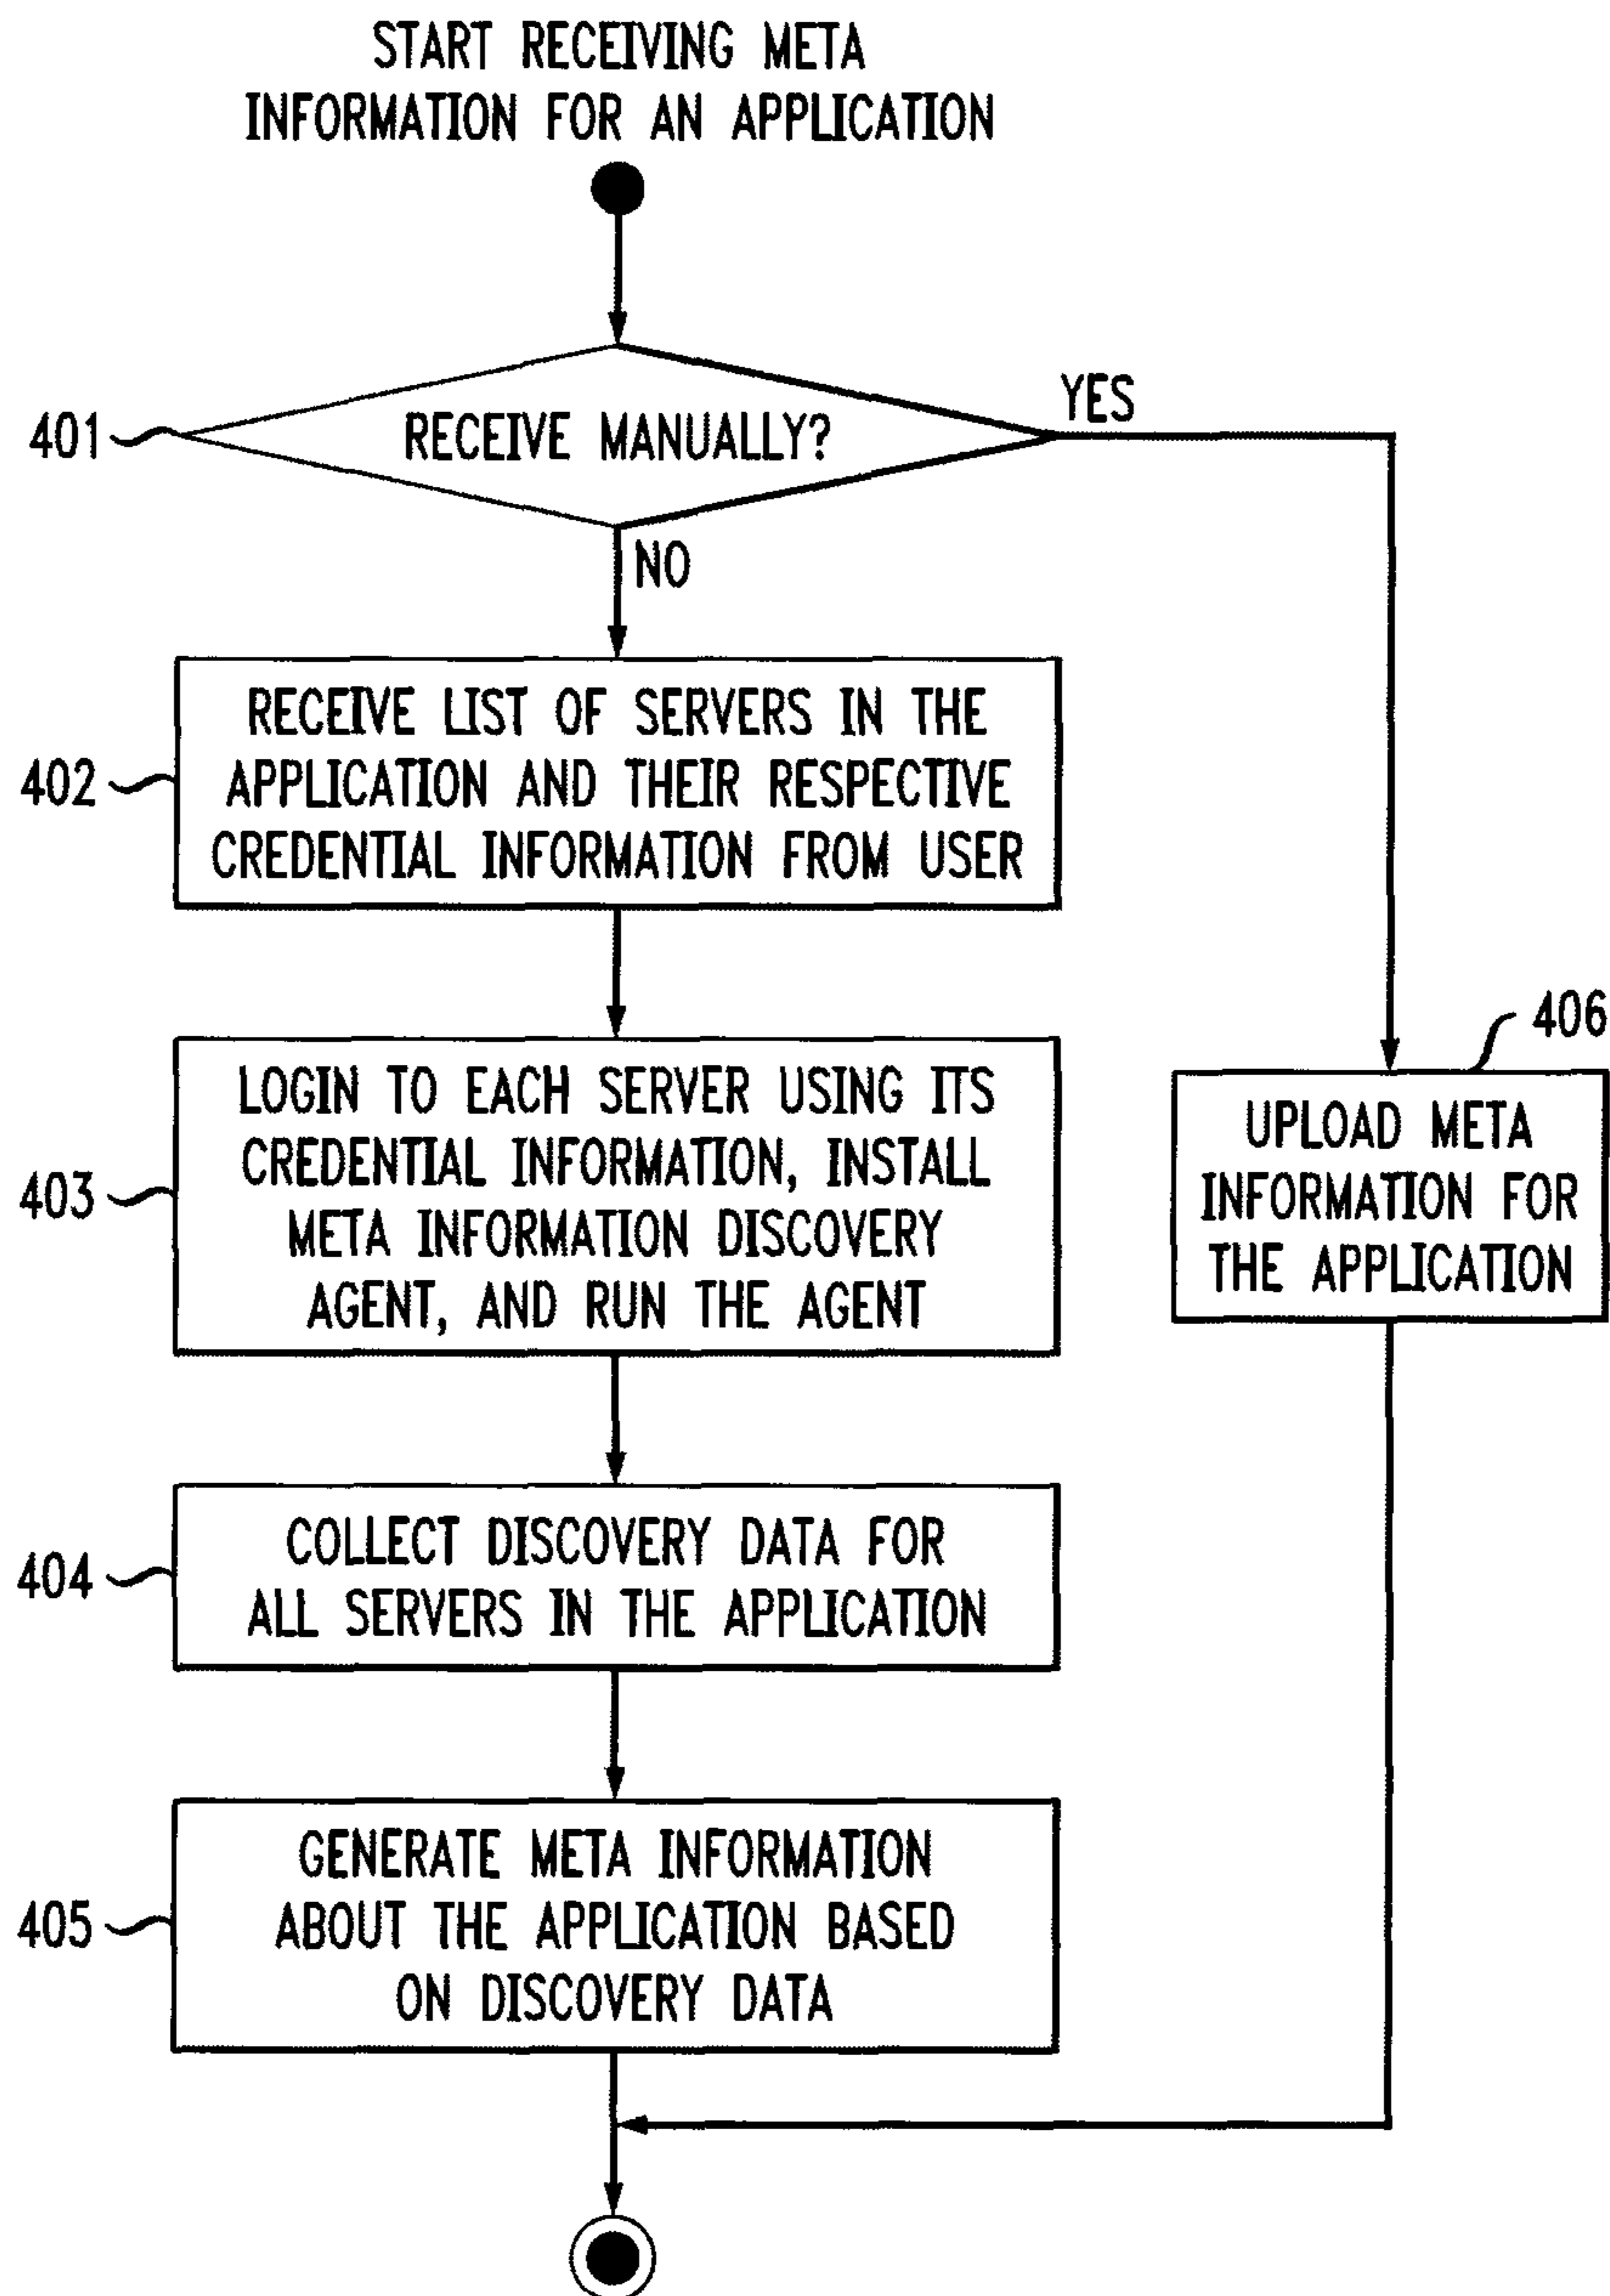 START RECEIVING META
INFORMATION FOR AN APPLICATION
401
RECEIVE MANUALLY?
YES
NO
402
RECEIVE LIST OF SERVERS IN THE
APPLICATION AND THEIR RESPECTIVE
CREDENTIAL INFORMATION FROM USER
403
LOGIN TO EACH SERVER USING ITS
CREDENTIAL INFORMATION, INSTALL
META INFORMATION DISCOVERY
AGENT, AND RUN THE AGENT
406
UPLOAD META
INFORMATION FOR
THE APPLICATION
404
COLLECT DISCOVERY DATA FOR
ALL SERVERS IN THE APPLICATION
405
GENERATE META INFORMATION
ABOUT THE APPLICATION BASED
ON DISCOVERY DATA